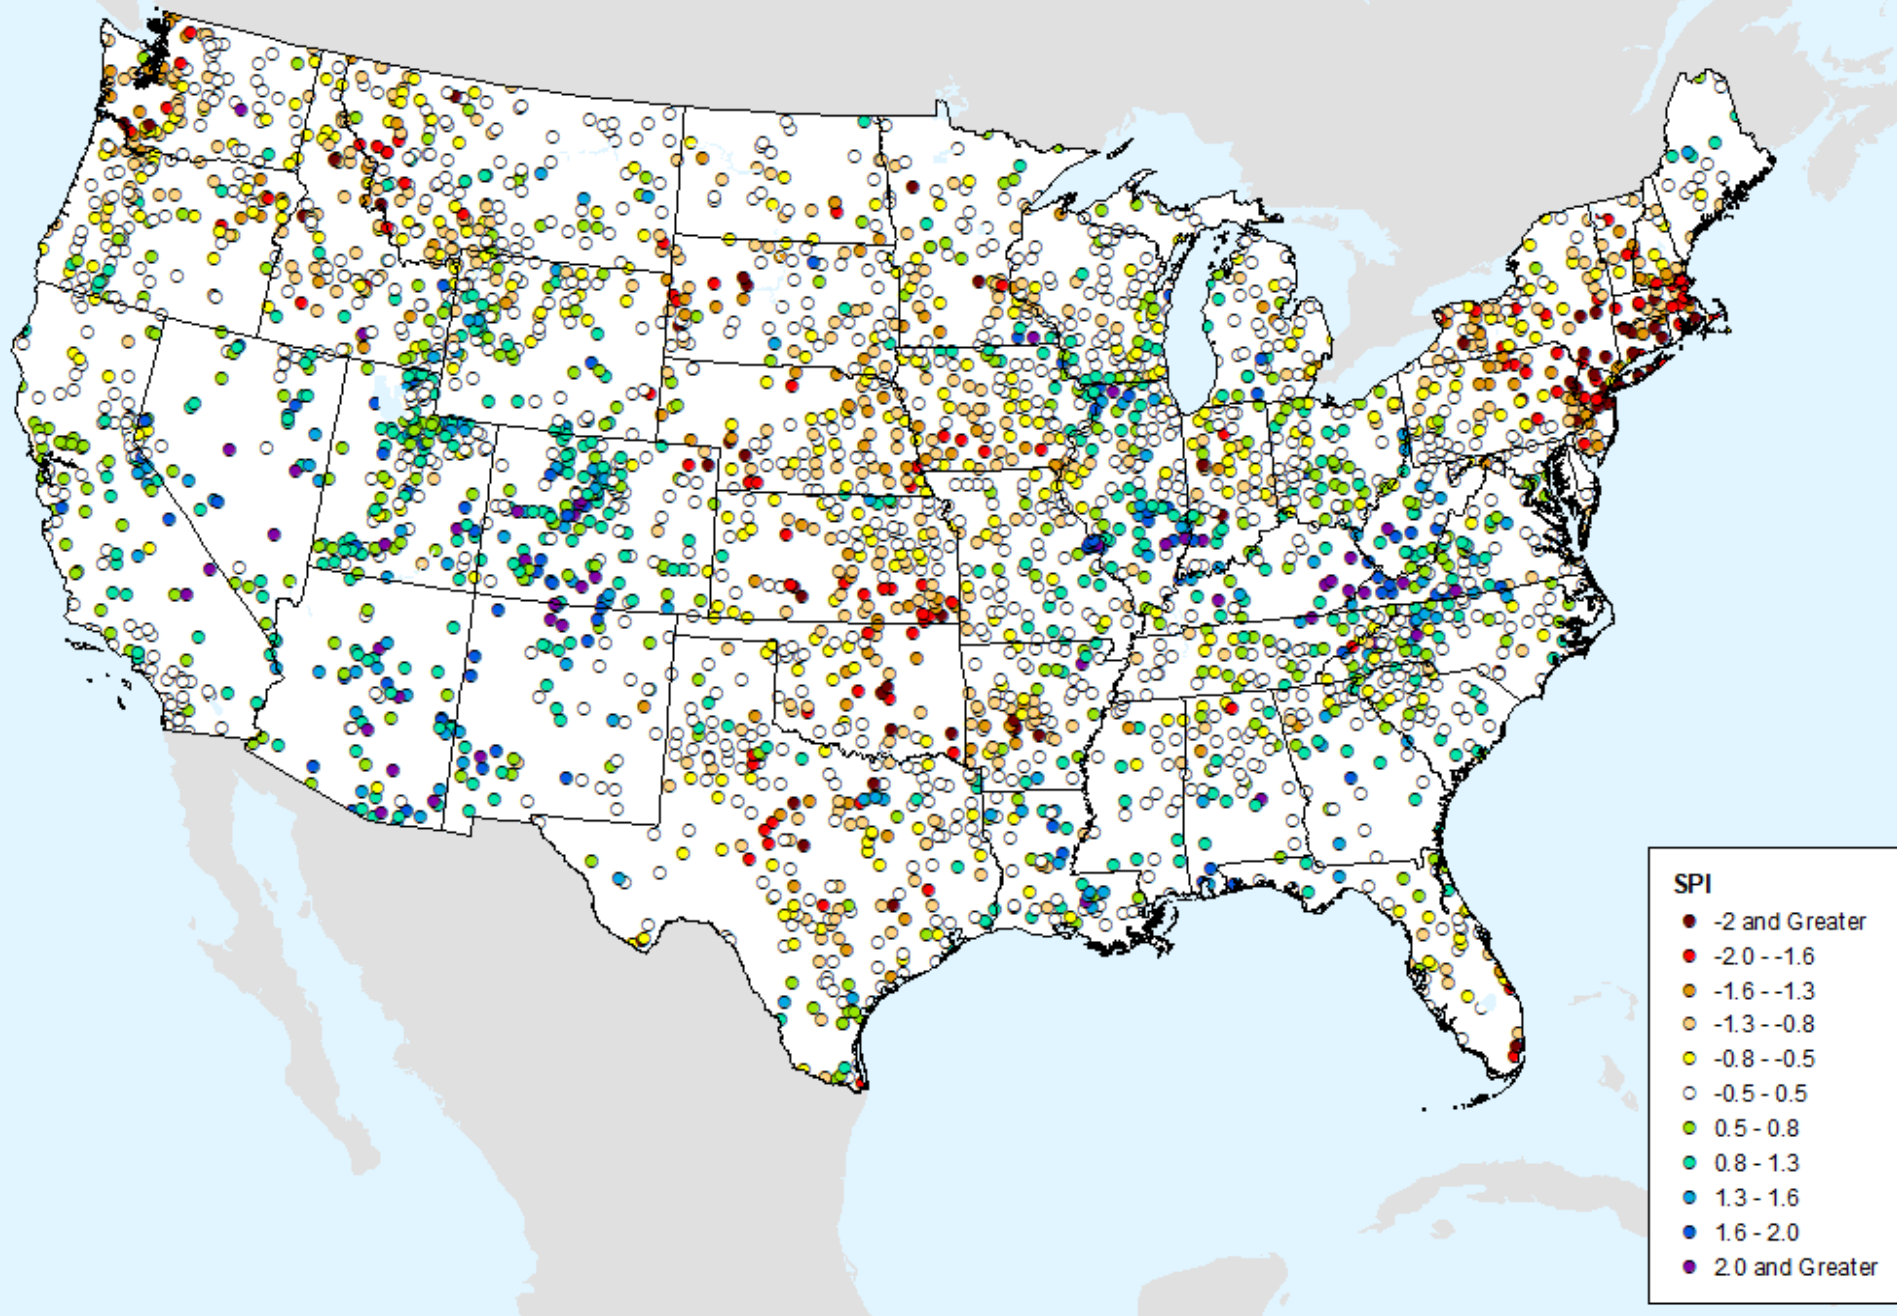 SPI
-2 and Greater
-2.0 - -1.6
-1.6 - -1.3
-1.3 - -0.8
-0.8 - -0.5
-0.5 - 0.5
0.5 - 0.8
0.8 - 1.3
1.3 - 1.6
1.6 - 2.0
2.0 and Greater